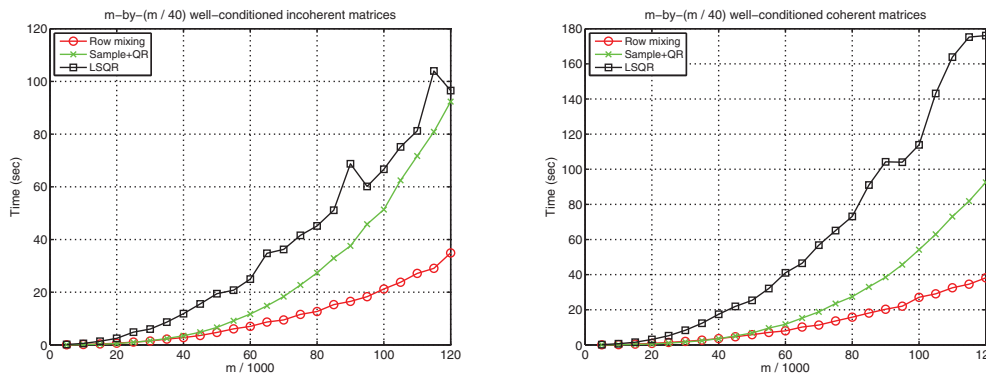 m−by−(m / 40) well−conditioned incoherent matrices
120
100
80
60
40
20
0
Time (sec)
Row mixing
Sample+QR
LSQR
0 20 40 60 80 100 120
m / 1000
m−by−(m / 40) well−conditioned coherent matrices
180
160
140
120
100
80
60
40
20
0
Time (sec)
Row mixing
Sample+QR
LSQR
0 20 40 60 80 100 120
m / 1000